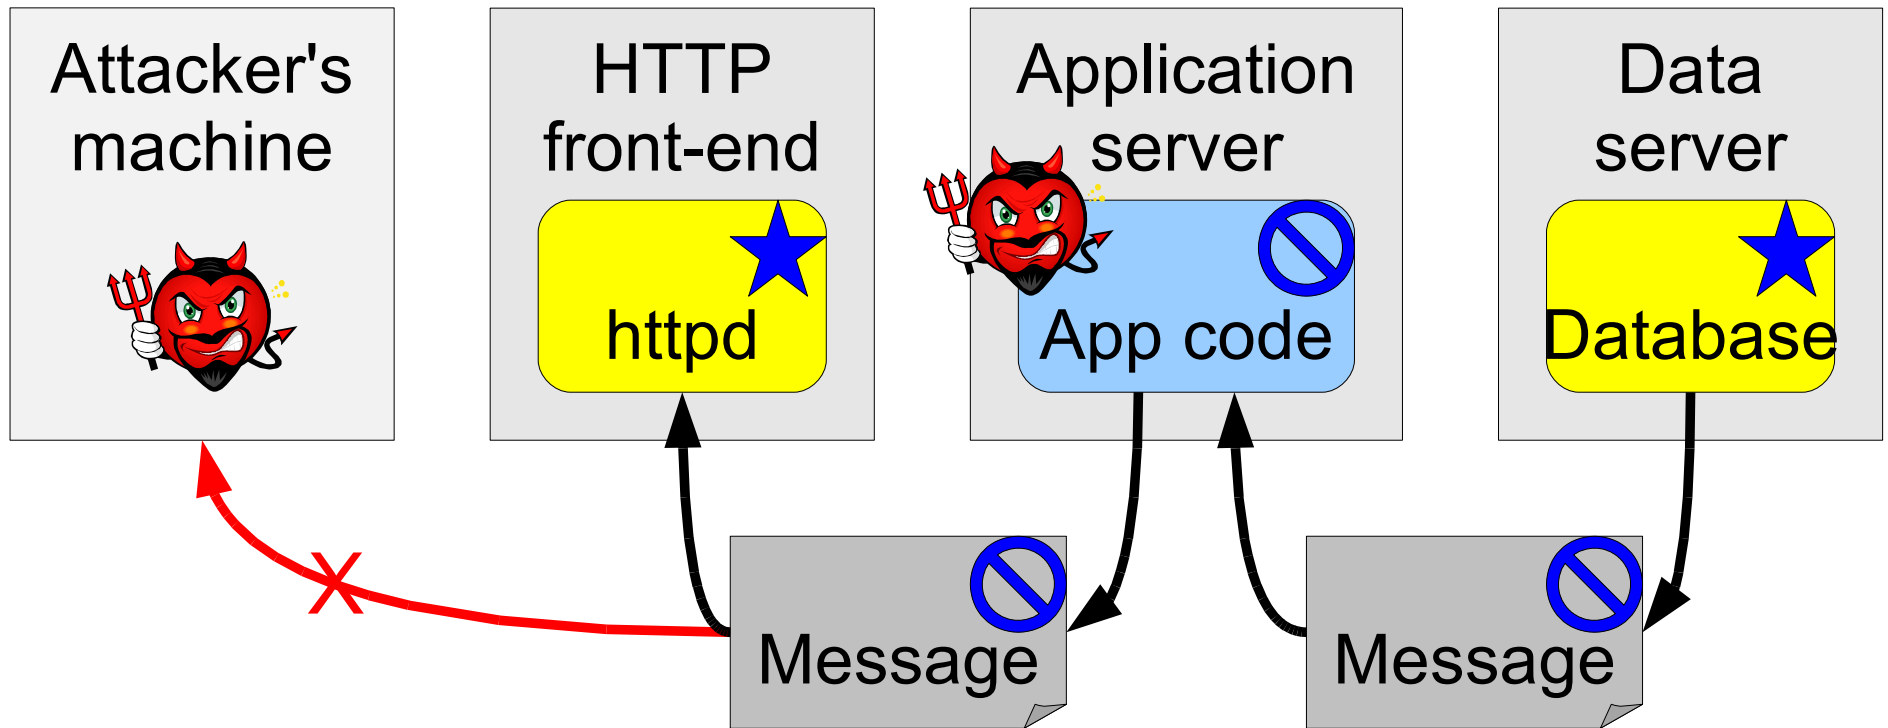 Attacker's
machine
HTTP
front-end
httpd
Application
server
App code
Data
server
Database
X
Message
Message